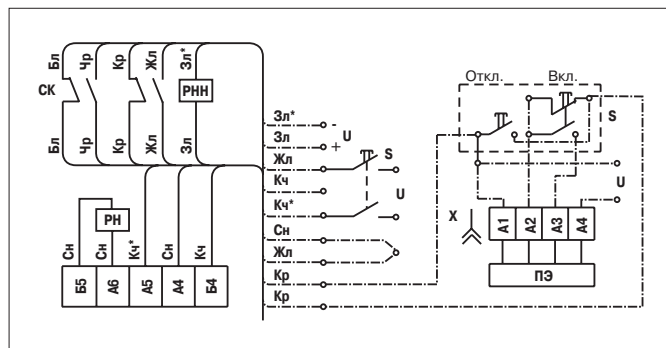 Бл Чр Кр Жл Зл*
СК
РНН
Бл Чр Кр Жл Зл
РН
Сн Сн Кч* Сн Кч
Б5 А6 А5 А4 Б4
Зл* -
Зл + U
Жл S
Кч U
Кч*
Сн
Жл
Кр
Кр
Откл. Вкл.
S
U
X
А1 А2 А3 А4
ПЭ